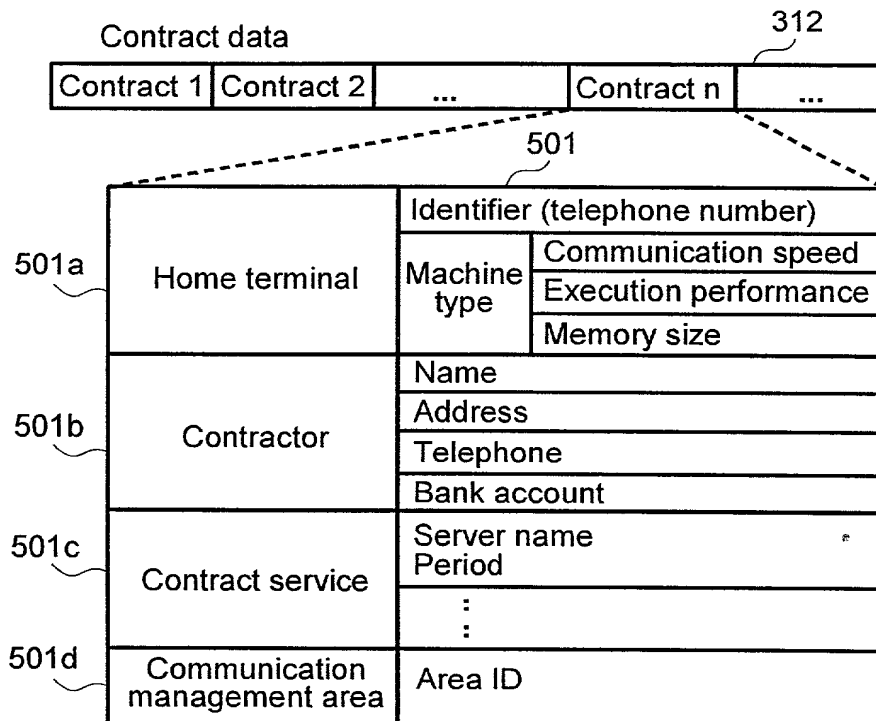 Contract data
312
Contract 1 Contract 2 ... Contract n ...
501
501a
Home terminal
Identifier (telephone number)
Machine type
Communication speed
Execution performance
Memory size
501b
Contractor
Name
Address
Telephone
Bank account
501c
Contract service
Server name
Period
:
:
501d
Communication
management area
Area ID